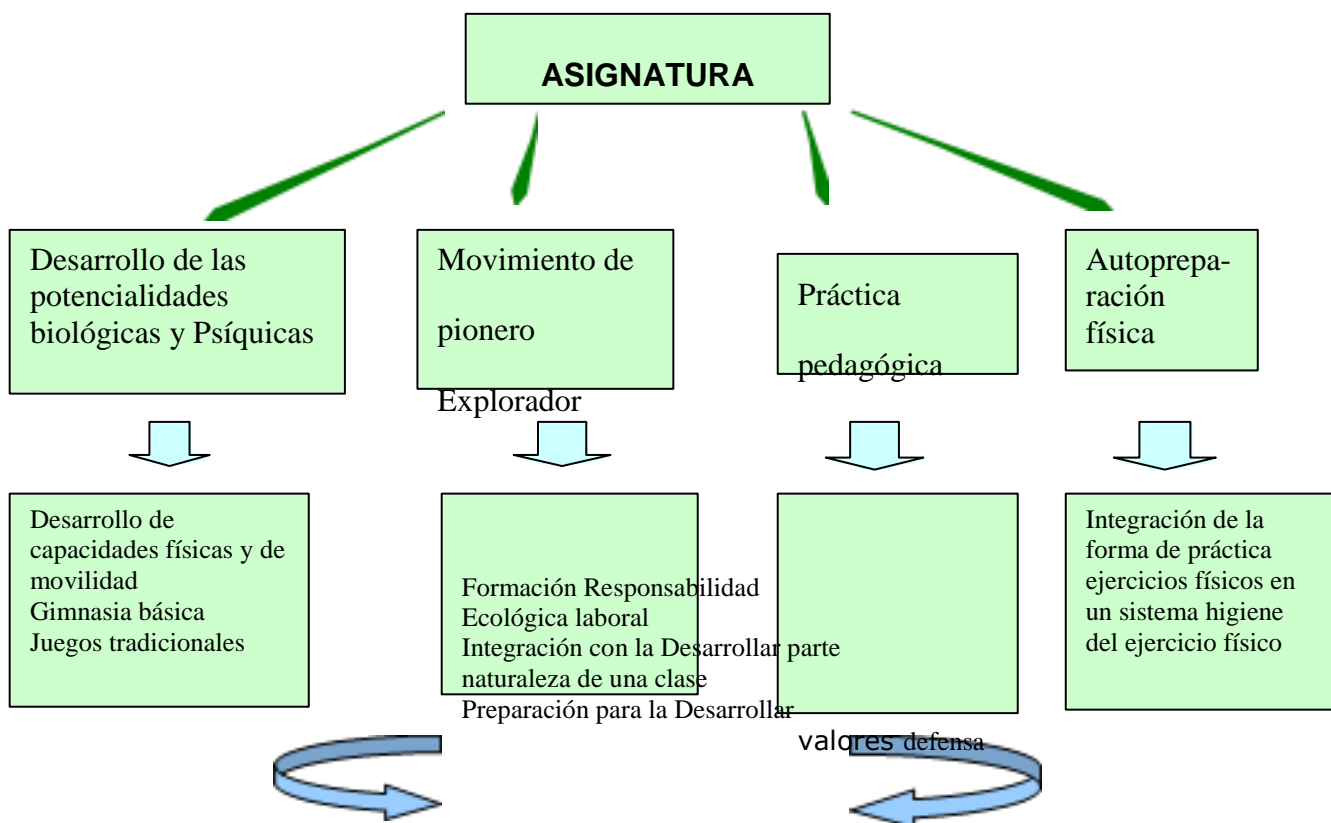 ASIGNATURA
Desarrollo de las
potencialidades
biológicas y Psíquicas
Movimiento de
pionero
Explorador
Práctica
pedagógica
Autoprepa-
ración
física
Desarrollo de
capacidades físicas y de
movilidad
Gimnasia básica
Juegos tradicionales
Formación Responsabilidad
Ecológica laboral
Integración con la Desarrollar parte
naturaleza de una clase
Preparación para la Desarrollar
valores defensa
Integración de la
forma de práctica
ejercicios físicos en
un sistema higiene
del ejercicio físico